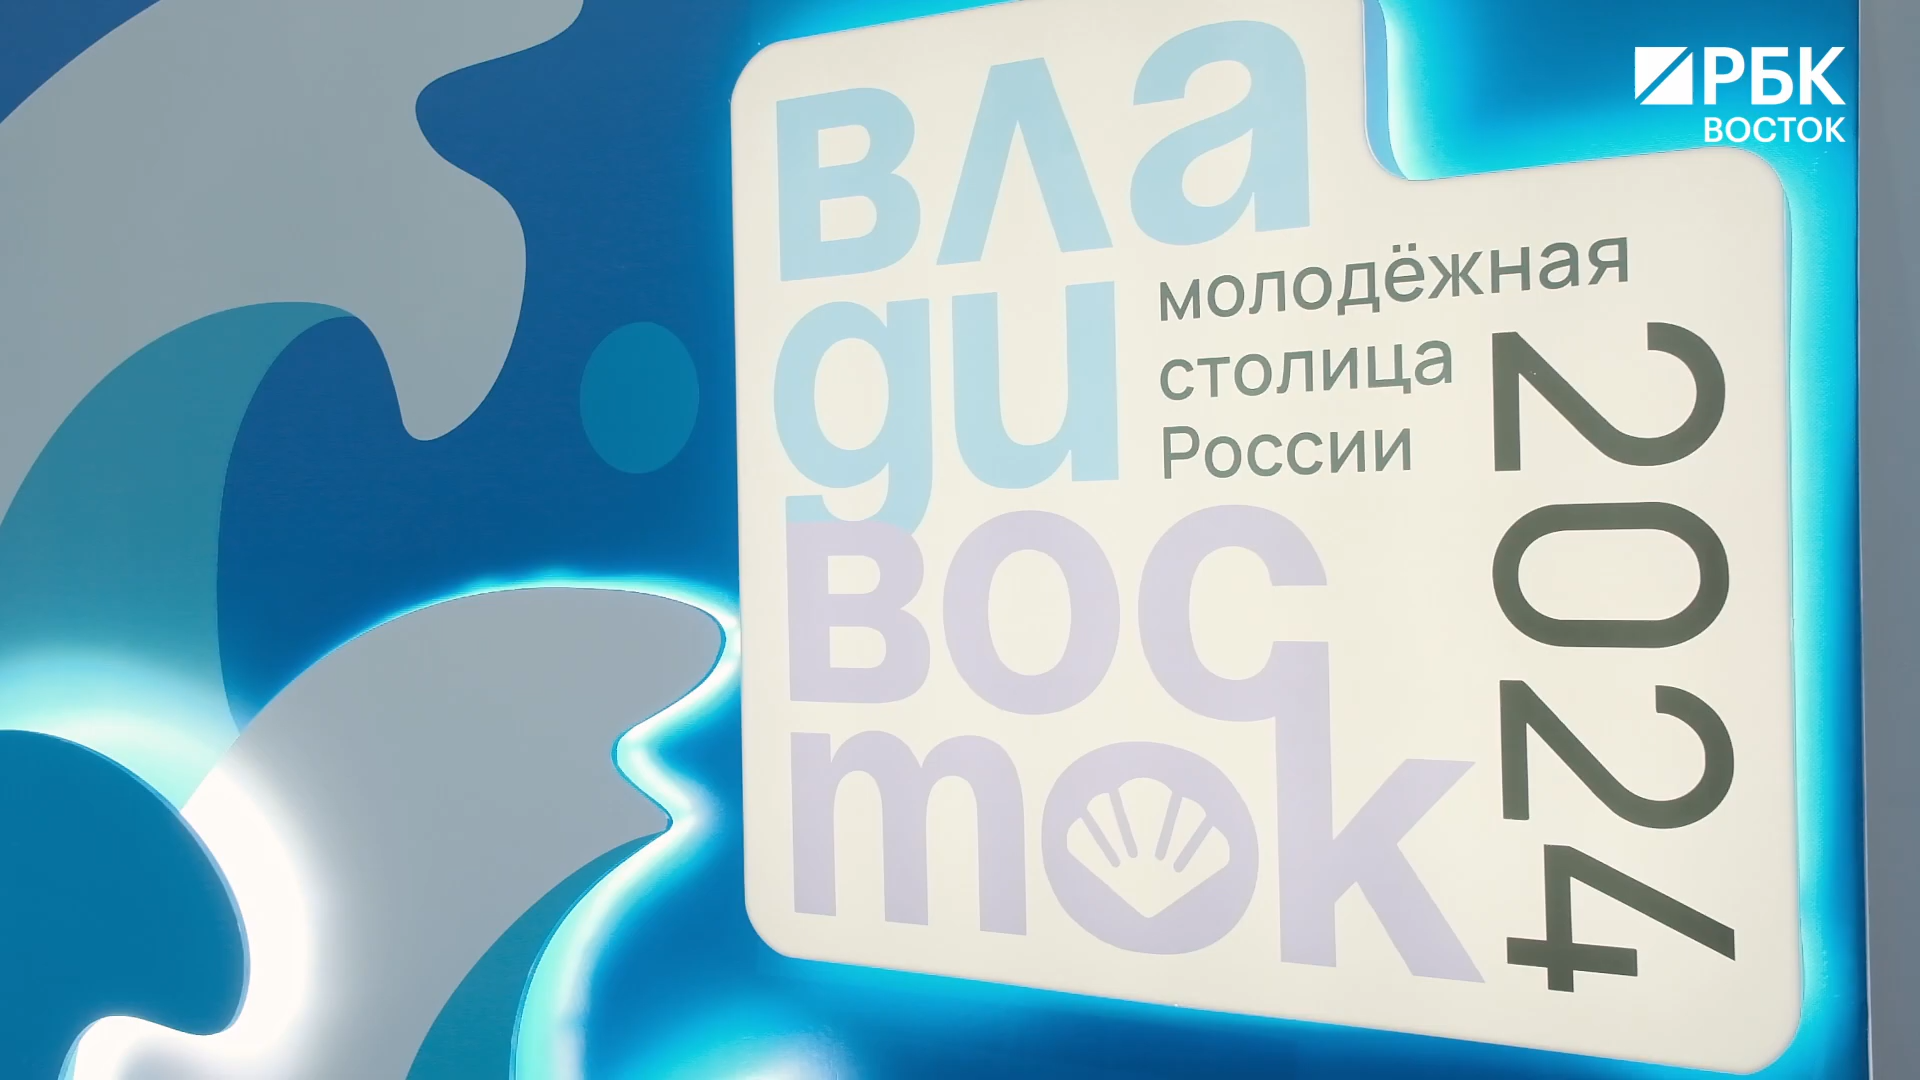 РБК
ВОСТОК
вла
ди
вос
ток
молодёжная
столица
России
2024